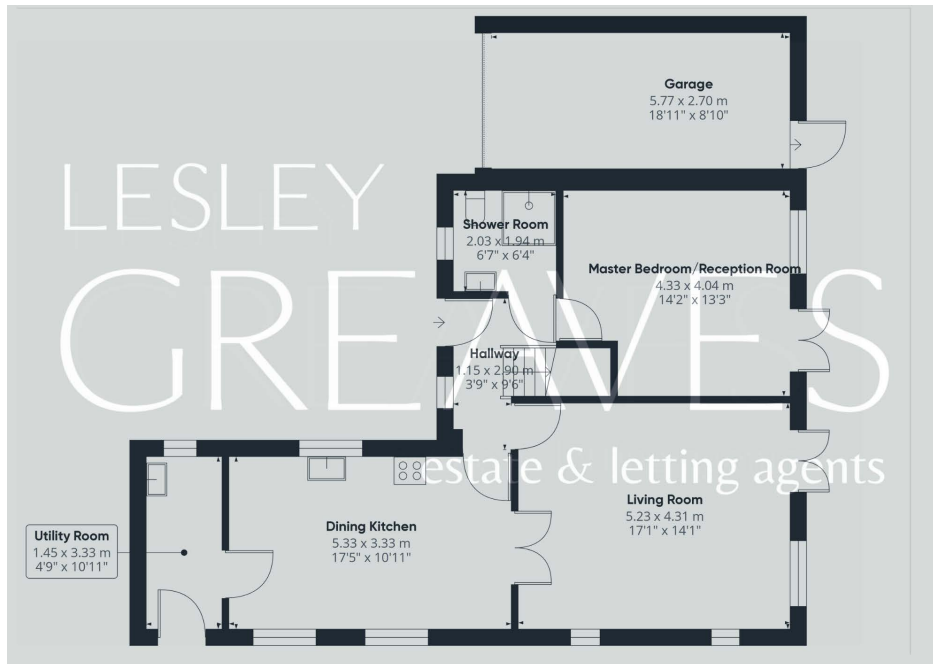 Garage
5.77 x 2.70 m
18'11" x 8'10"
LESLEY
GREAVES
estate & letting agents
Shower Room
2.03 x 1.94 m
6'7" x 6'4"
Master Bedroom/Reception Room
4.33 x 4.04 m
14'2" x 13'3"
Hallway
1.15 x 2.90 m
3'9" x 9'6"
Living Room
5.23 x 4.31 m
17'1" x 14'1"
Dining Kitchen
5.33 x 3.33 m
17'5" x 10'11"
Utility Room
1.45 x 3.33 m
4'9" x 10'11"